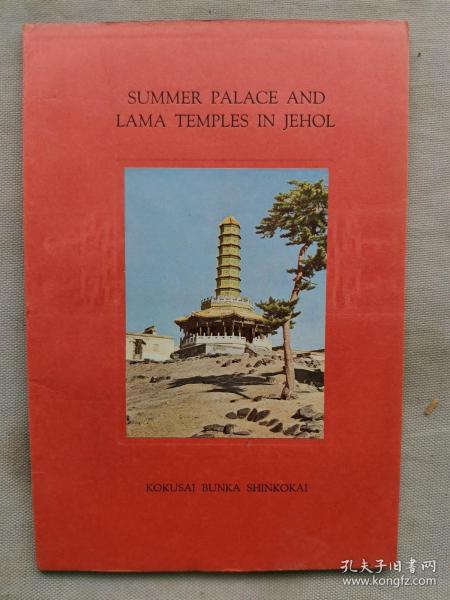 SUMMER PALACE AND
LAMA TEMPLES IN JEHOL
KOKUSAI BUNKA SHINKOKAI
孔夫子旧书网
www.kongfz.com